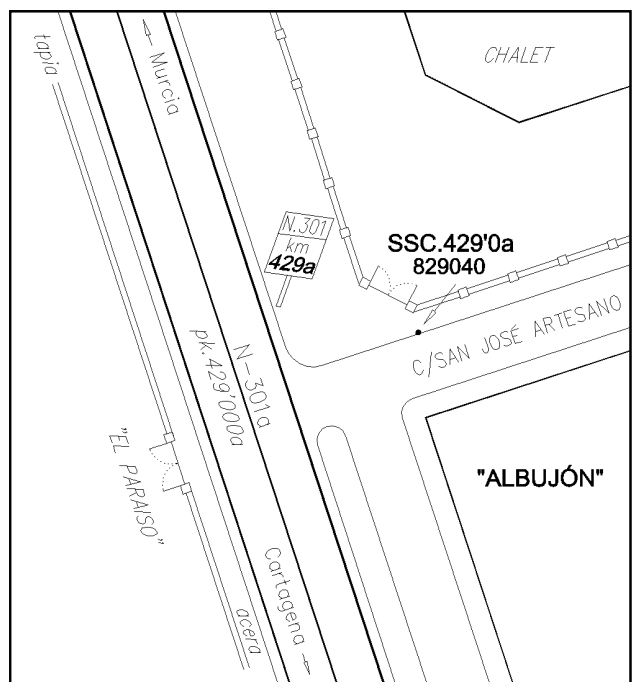 tapia
Murcia
CHALET
N.301
km
429a
SSC.429'0a
829040
C/SAN JOSÉ ARTESANO
N-301a
pk.429'000a
"EL PARAISO"
"ALBUJÓN"
Cartagena
acera